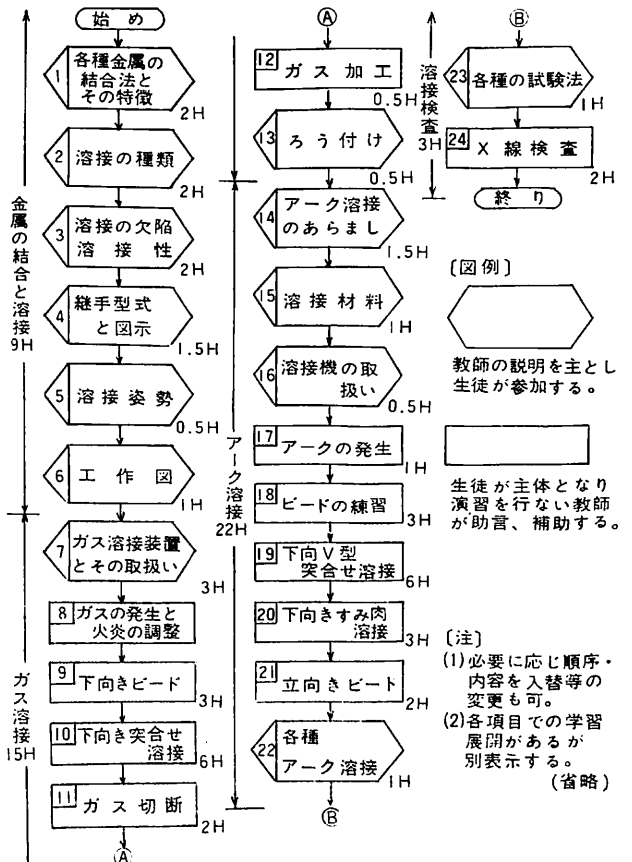 始め
1
各種金属の
結合法と
その特徴
2H
2
溶接の種類
2H
3
溶接の欠陥
溶接性
2H
4
継手型式
と図示
1.5H
5
溶接姿勢
0.5H
6
工作図
1H
金属の結合と溶接
9H
7
ガス溶接装置
とその取扱い
3H
8
ガスの発生と
火炎の調整
9
下向きビード
3H
10
下向き突合せ
溶接
6H
11
ガス切断
2H
Ⓐ
ガス溶接
15H
Ⓐ
12
ガス加工
0.5H
13
ろう付け
0.5H
14
アーク溶接
のあらまし
1.5H
15
溶接材料
1H
16
溶接機の取
扱い
0.5H
17
アークの発生
1H
18
ビードの練習
3H
19
下向V型
突合せ溶接
6H
20
下向きすみ肉
溶接
3H
21
立向きビート
2H
22
各種
アーク溶接
1H
Ⓑ
アーク溶接
22H
Ⓑ
23
各種の試験法
1H
24
X線検査
2H
終り
溶接検査
3H
〔図例〕
教師の説明を主とし
生徒が参加する。
生徒が主体となり
演習を行ない教師
が助言、補助する。
〔注〕
(1)必要に応じ順序・
内容を入替等の
変更も可。
(2)各項目での学習
展開があるが
別表示する。
(省略)